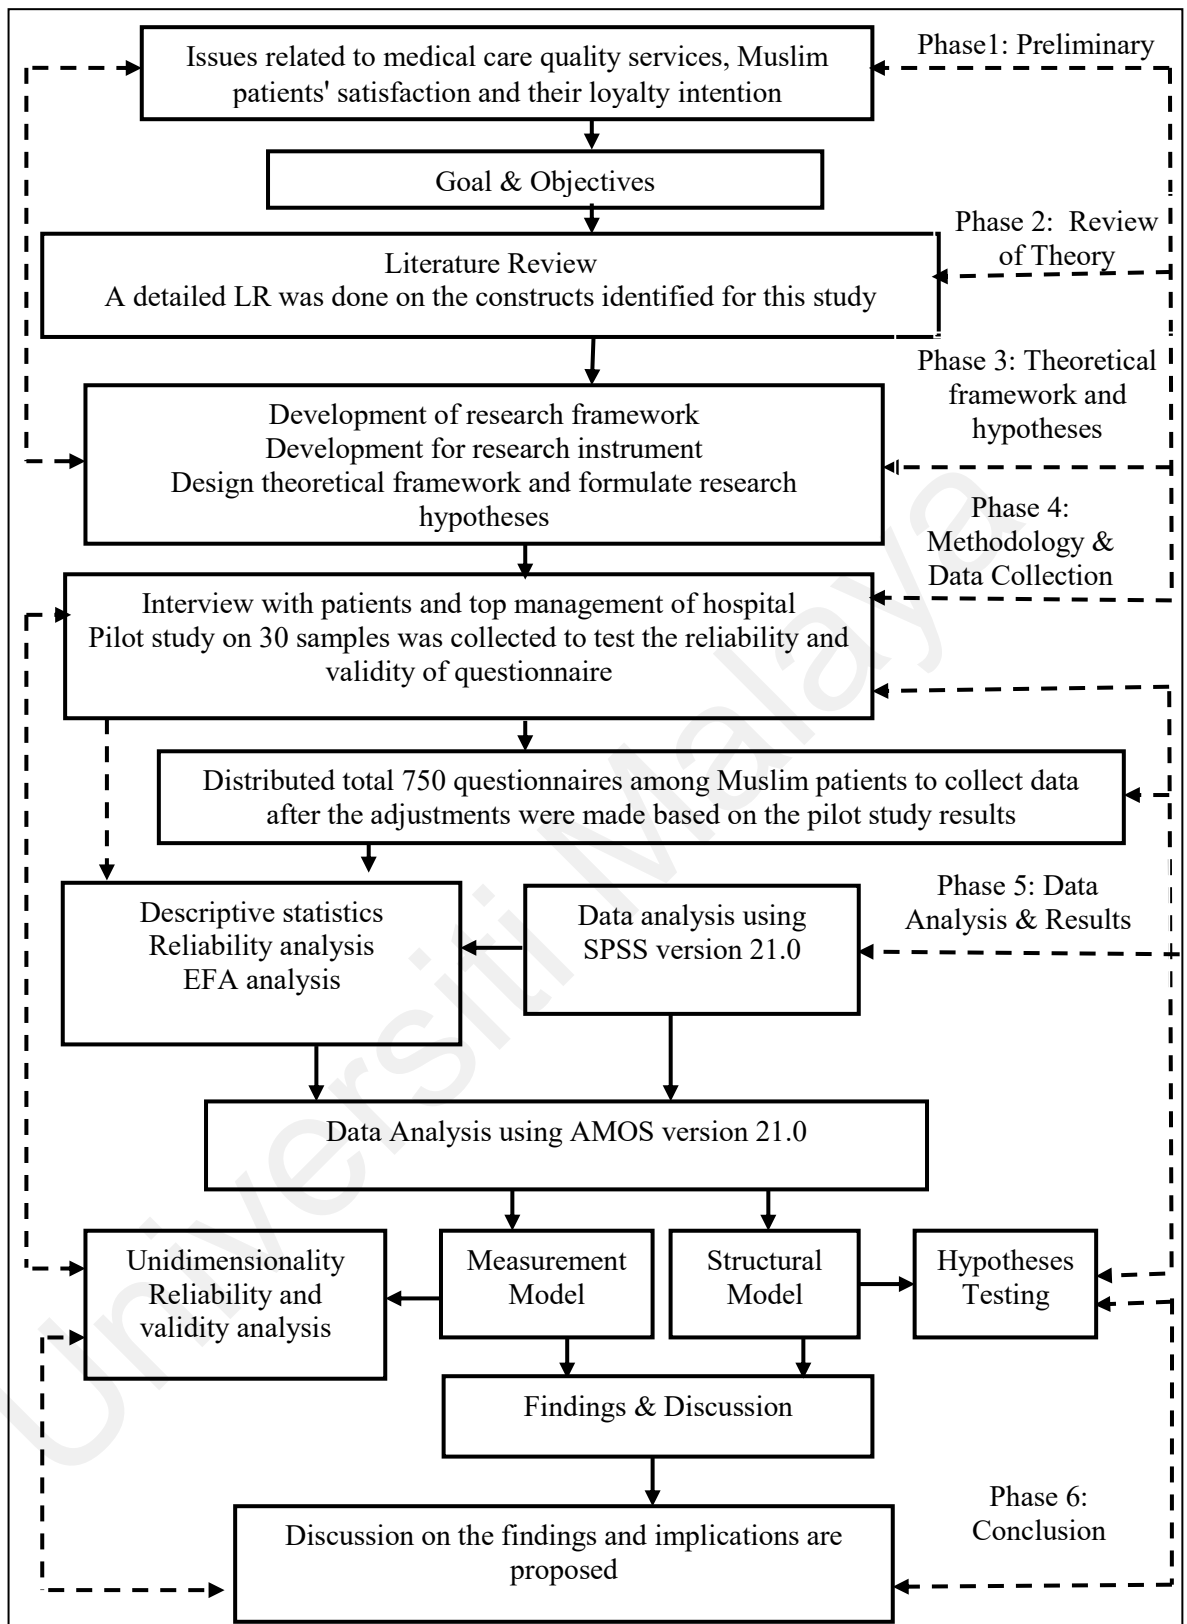 Issues related to medical care quality services, Muslim
patients' satisfaction and their loyalty intention
Phase1: Preliminary
Goal & Objectives
Phase 2:  Review
of Theory
Literature Review
A detailed LR was done on the constructs identified for this study
Phase 3: Theoretical
framework and
hypotheses
Development of research framework
Development for research instrument
Design theoretical framework and formulate research
hypotheses
Phase 4:
Methodology &
Data Collection
Interview with patients and top management of hospital
Pilot study on 30 samples was collected to test the reliability and
validity of questionnaire
Distributed total 750 questionnaires among Muslim patients to collect data
after the adjustments were made based on the pilot study results
Descriptive statistics
Reliability analysis
EFA analysis
Data analysis using
SPSS version 21.0
Phase 5: Data
Analysis & Results
Data Analysis using AMOS version 21.0
Unidimensionality
Reliability and
validity analysis
Measurement
Model
Structural
Model
Hypotheses
Testing
Findings & Discussion
Phase 6:
Conclusion
Discussion on the findings and implications are
proposed
Universiti Malaya